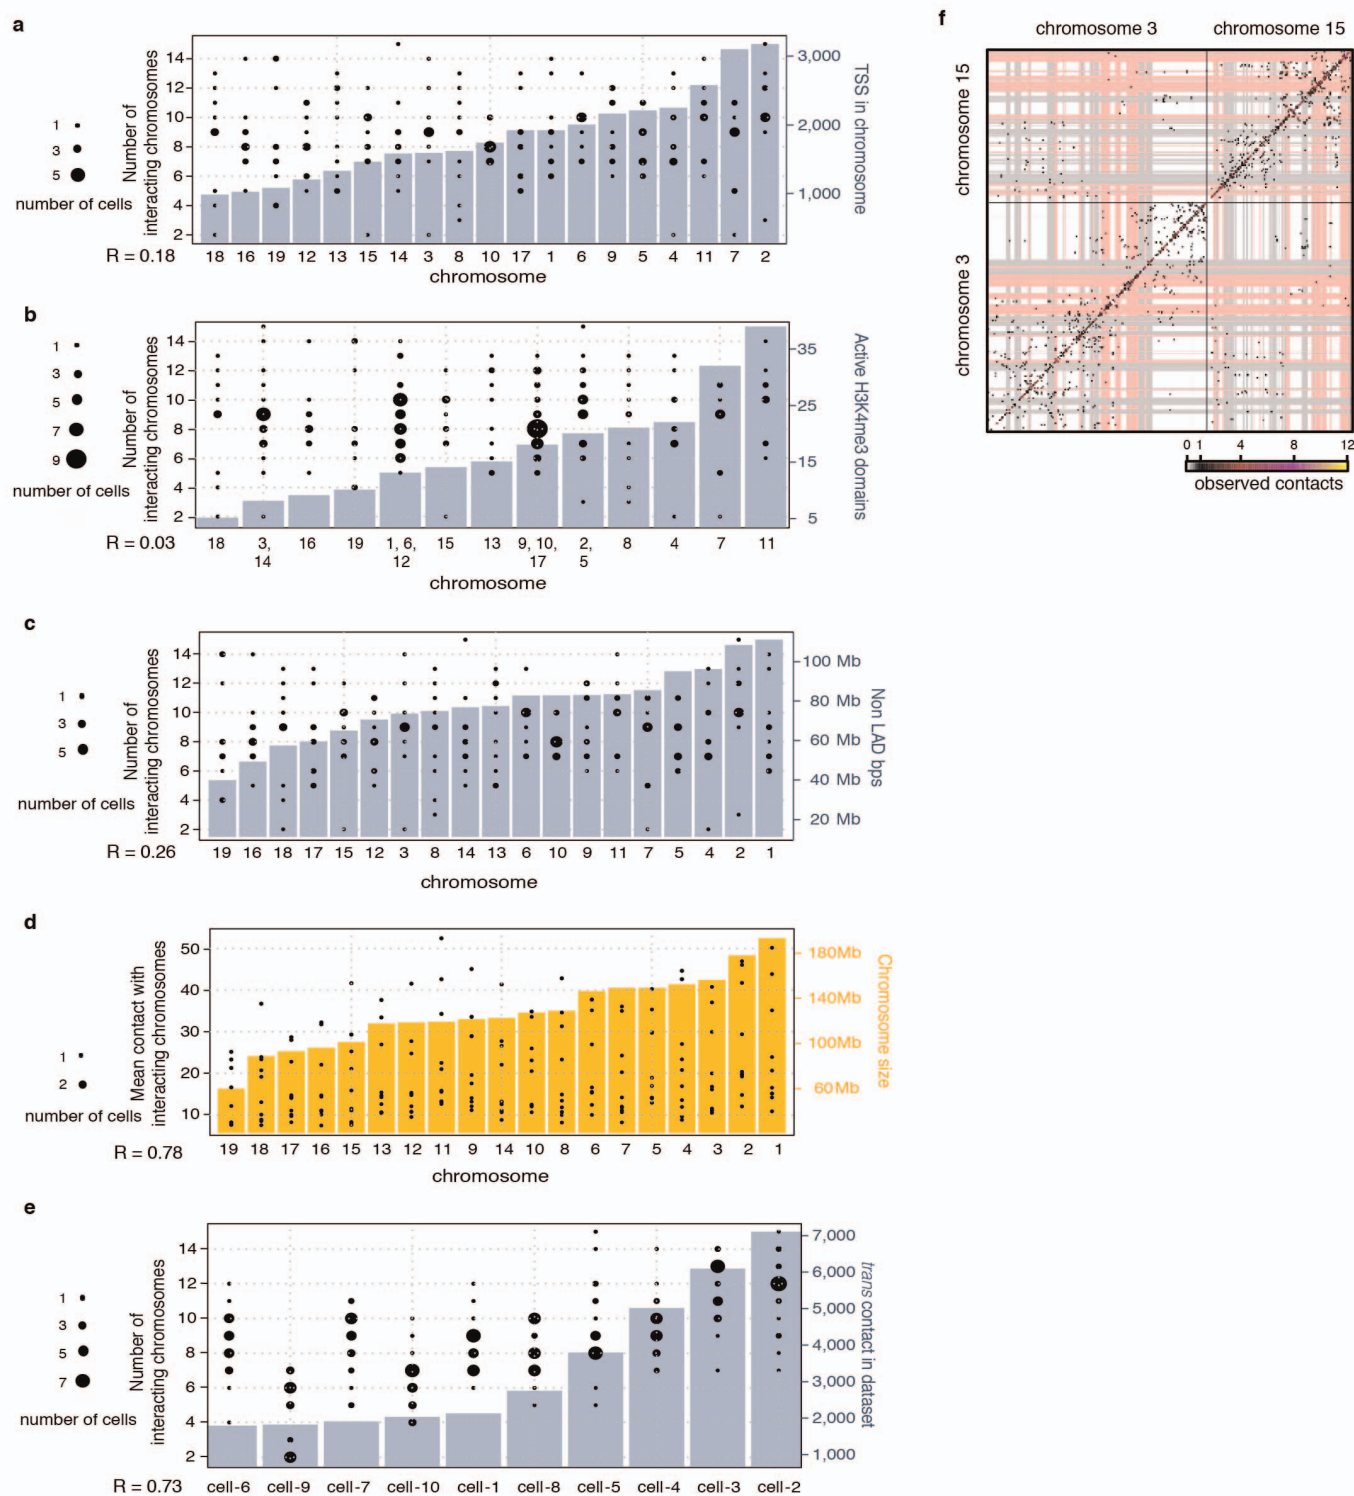 a
14
12
10
8
6
4
2
Number of
interacting chromosomes
3,000
2,000
1,000
TSS in chromosome
1
3
5
number of cells
R = 0.18
18 16 19 12 13 15 14 3 8 10 17 1 6 9 5 4 11 7 2
chromosome
b
14
12
10
8
6
4
2
Number of
interacting chromosomes
35
25
15
5
Active H3K4me3 domains
1
3
5
7
9
number of cells
R = 0.03
18 3, 16 19 1, 6, 15 13 9, 10, 2, 8 4 7 11
14 12 17 5
chromosome
c
14
12
10
8
6
4
2
Number of
interacting chromosomes
100 Mb
80 Mb
60 Mb
40 Mb
20 Mb
Non LAD bps
1
3
5
number of cells
R = 0.26
19 16 18 17 15 12 3 8 14 13 6 10 9 11 7 5 4 2 1
chromosome
d
50
40
30
20
10
Mean contact with
interacting chromosomes
180Mb
140Mb
100Mb
60Mb
Chromosome size
1
2
number of cells
R = 0.78
19 18 17 16 15 13 12 11 9 14 10 8 6 7 5 4 3 2 1
chromosome
e
14
12
10
8
6
4
2
Number of
interacting chromosomes
7,000
6,000
5,000
4,000
3,000
2,000
1,000
trans contact in dataset
1
3
5
7
number of cells
R = 0.73
cell-6 cell-9 cell-7 cell-10 cell-1 cell-8 cell-5 cell-4 cell-3 cell-2
f
chromosome 3 chromosome 15
chromosome 15
chromosome 3
0 1 4 8 12
observed contacts